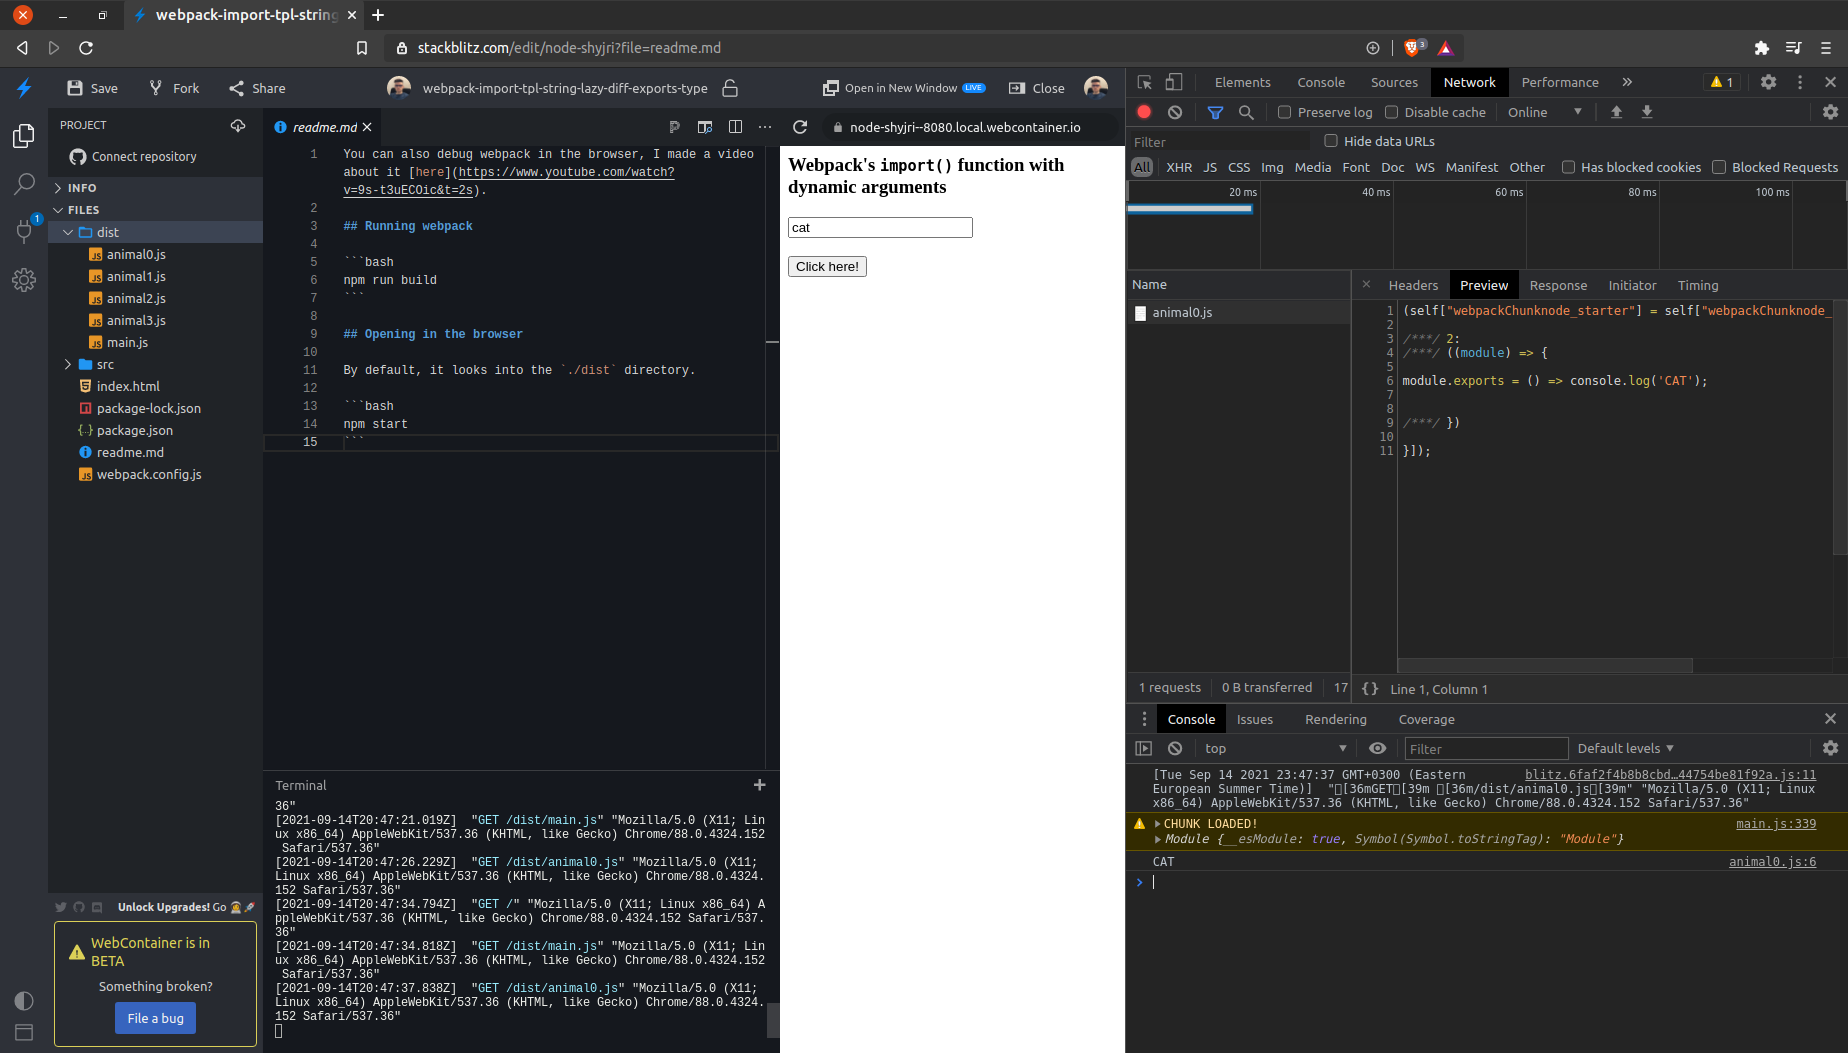 webpack-import-tpl-string
stackblitz.com/edit/node-shyjri?file=readme.md
3
Save
Fork
Share
webpack-import-tpl-string-lazy-diff-exports-type
Open in New Window LIVE
Close
PROJECT
Connect repository
INFO
FILES
1
dist
animal0.js
animal1.js
animal2.js
animal3.js
main.js
src
index.html
package-lock.json
package.json
readme.md
webpack.config.js
Unlock Upgrades! Go
WebContainer is in
BETA
Something broken?
File a bug
readme.md
1 You can also debug webpack in the browser, I made a video
about it [here](https://www.youtube.com/watch?
v=9s-t3uECOic&t=2s).
2
3 ## Running webpack
4
5 ```bash
6 npm run build
7 ```
8
9 ## Opening in the browser
10
11 By default, it looks into the `./dist` directory.
12
13 ```bash
14 npm start
15 ```
Terminal
36"
[2021-09-14T20:47:21.019Z]  "GET /dist/main.js" "Mozilla/5.0 (X11; Lin
ux x86_64) AppleWebKit/537.36 (KHTML, like Gecko) Chrome/88.0.4324.152
Safari/537.36"
[2021-09-14T20:47:26.229Z]  "GET /dist/animal0.js" "Mozilla/5.0 (X11;
Linux x86_64) AppleWebKit/537.36 (KHTML, like Gecko) Chrome/88.0.4324.
152 Safari/537.36"
[2021-09-14T20:47:34.794Z]  "GET /" "Mozilla/5.0 (X11; Linux x86_64) A
ppleWebKit/537.36 (KHTML, like Gecko) Chrome/88.0.4324.152 Safari/537.
36"
[2021-09-14T20:47:34.818Z]  "GET /dist/main.js" "Mozilla/5.0 (X11; Lin
ux x86_64) AppleWebKit/537.36 (KHTML, like Gecko) Chrome/88.0.4324.152
Safari/537.36"
[2021-09-14T20:47:37.838Z]  "GET /dist/animal0.js" "Mozilla/5.0 (X11;
Linux x86_64) AppleWebKit/537.36 (KHTML, like Gecko) Chrome/88.0.4324.
152 Safari/537.36"
node-shyjri--8080.local.webcontainer.io
Webpack's import() function with
dynamic arguments
cat
Click here!
Elements Console Sources Network Performance » 1
Preserve log Disable cache Online
Filter Hide data URLs
All XHR JS CSS Img Media Font Doc WS Manifest Other Has blocked cookies Blocked Requests
20 ms 40 ms 60 ms 80 ms 100 ms
Name
animal0.js
Headers Preview Response Initiator Timing
1 (self["webpackChunknode_starter"] = self["webpackChunknode_
2
3 /***/ 2:
4 /***/ ((module) => {
5
6 module.exports = () => console.log('CAT');
7
8
9 /***/ })
10
11 }]);
1 requests 0 B transferred 17
{} Line 1, Column 1
Console Issues Rendering Coverage
top Filter Default levels
[Tue Sep 14 2021 23:47:37 GMT+0300 (Eastern blitz.6faf2f4b8b8cbd…44754be81f92a.js:11
European Summer Time)]  "[36mGET[39m [36m/dist/animal0.js[39m" "Mozilla/5.0 (X11; Linux
x86_64) AppleWebKit/537.36 (KHTML, like Gecko) Chrome/88.0.4324.152 Safari/537.36"
CHUNK LOADED! main.js:339
Module {__esModule: true, Symbol(Symbol.toStringTag): "Module"}
CAT animal0.js:6